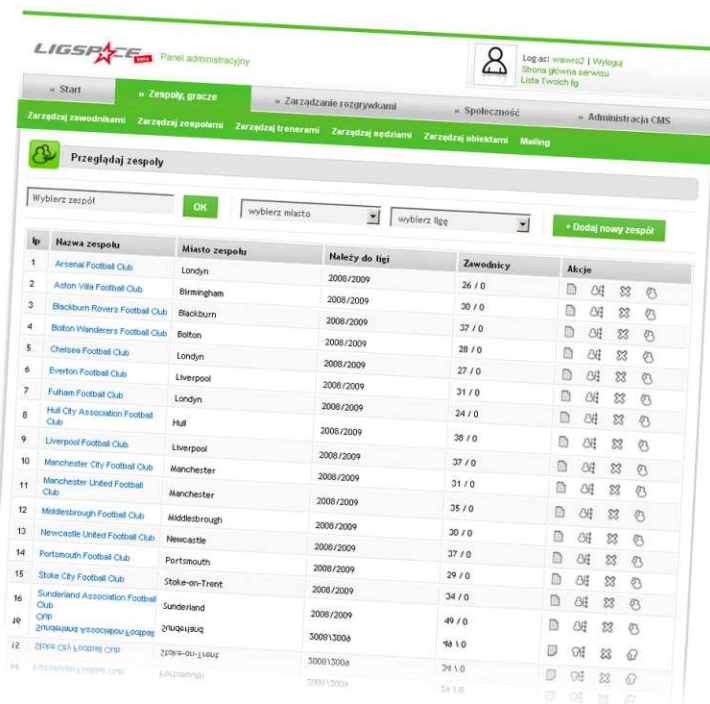 LIGSPACE beta Panel administracyjny
Log as: wawro2 | Wyloguj
Strona główna serwisu
Lista Twoich lig
» Start » Zespoły, gracze » Zarządzanie rozgrywkami » Społeczność » Administracja CMS
Zarządzaj zawodnikami Zarządzaj zespołami Zarządzaj trenerami Zarządzaj sędziami Zarządzaj obiektami Mailing
Przeglądaj zespoły
Wybierz zespół OK wybierz miasto wybierz ligę + Dodaj nowy zespół
lp Nazwa zespołu Miasto zespołu Należy do ligi Zawodnicy Akcje
1 Arsenal Football Club Londyn 2008/2009 26 / 0
2 Aston Villa Football Club Birmingham 2008/2009 30 / 0
3 Blackburn Rovers Football Club Blackburn 2008/2009 37 / 0
4 Bolton Wanderers Football Club Bolton 2008/2009 28 / 0
5 Chelsea Football Club Londyn 2008/2009 27 / 0
6 Everton Football Club Liverpool 2008/2009 31 / 0
7 Fulham Football Club Londyn 2008/2009 24 / 0
8 Hull City Association Football Club Hull 2008/2009 38 / 0
9 Liverpool Football Club Liverpool 2008/2009 37 / 0
10 Manchester City Football Club Manchester 2008/2009 31 / 0
11 Manchester United Football Club Manchester 2008/2009 35 / 0
12 Middlesbrough Football Club Middlesbrough 2008/2009 30 / 0
13 Newcastle United Football Club Newcastle 2008/2009 37 / 0
14 Portsmouth Football Club Portsmouth 2008/2009 29 / 0
15 Stoke City Football Club Stoke-on-Trent 2008/2009 34 / 0
16 Sunderland Association Football Club Sunderland 2008/2009 49 / 0